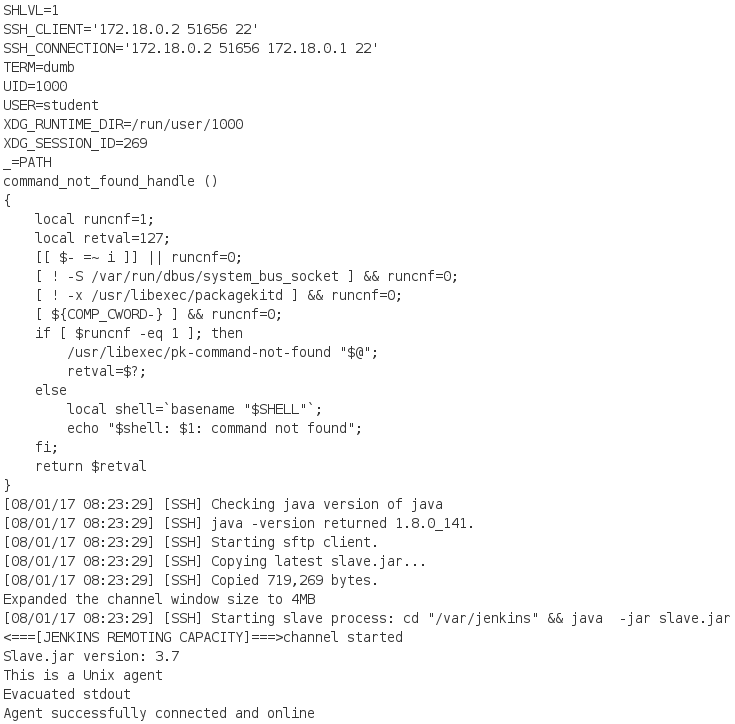 SHLVL=1
SSH_CLIENT='172.18.0.2 51656 22'
SSH_CONNECTION='172.18.0.2 51656 172.18.0.1 22'
TERM=dumb
UID=1000
USER=student
XDG_RUNTIME_DIR=/run/user/1000
XDG_SESSION_ID=269
_=PATH
command_not_found_handle ()
{
    local runcnf=1;
    local retval=127;
    [[ $- =~ i ]] || runcnf=0;
    [ ! -S /var/run/dbus/system_bus_socket ] && runcnf=0;
    [ ! -x /usr/libexec/packagekitd ] && runcnf=0;
    [ ${COMP_CWORD-} ] && runcnf=0;
    if [ $runcnf -eq 1 ]; then
        /usr/libexec/pk-command-not-found "$@";
        retval=$?;
    else
        local shell=`basename "$SHELL"`;
        echo "$shell: $1: command not found";
    fi;
    return $retval
}
[08/01/17 08:23:29] [SSH] Checking java version of java
[08/01/17 08:23:29] [SSH] java -version returned 1.8.0_141.
[08/01/17 08:23:29] [SSH] Starting sftp client.
[08/01/17 08:23:29] [SSH] Copying latest slave.jar...
[08/01/17 08:23:29] [SSH] Copied 719,269 bytes.
Expanded the channel window size to 4MB
[08/01/17 08:23:29] [SSH] Starting slave process: cd "/var/jenkins" && java  -jar slave.jar
<===[JENKINS REMOTING CAPACITY]===>channel started
Slave.jar version: 3.7
This is a Unix agent
Evacuated stdout
Agent successfully connected and online